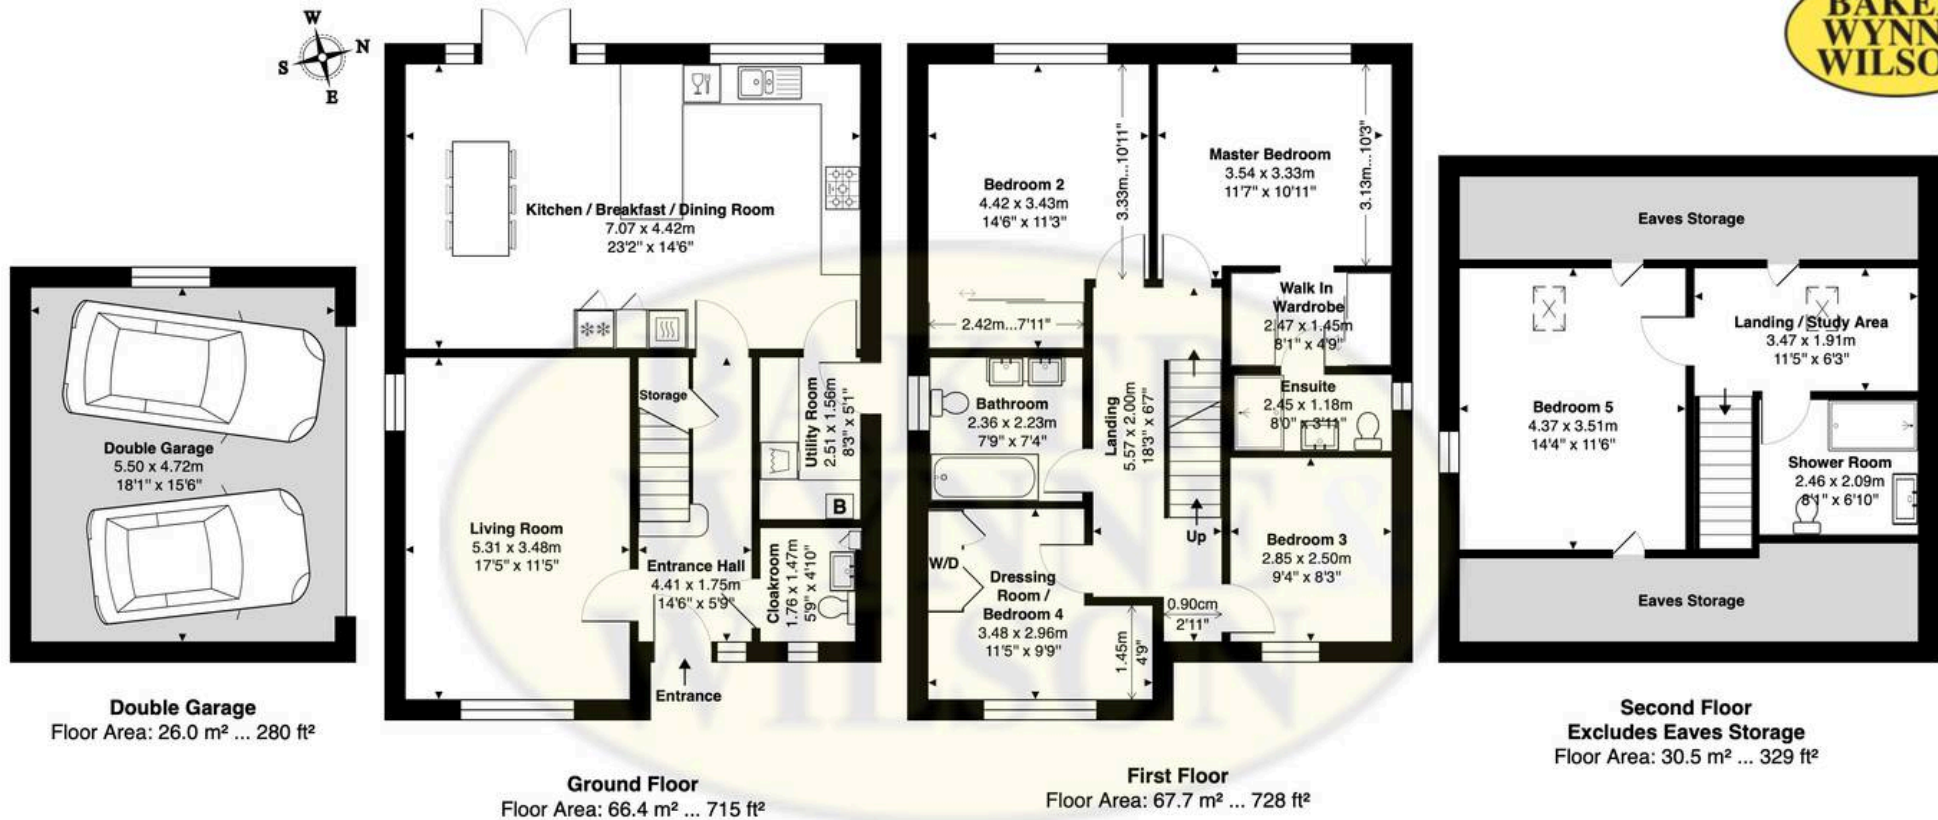 W
N
S
E
BAKER
WYNN
WILSO
Kitchen / Breakfast / Dining Room
7.07 x 4.42m
23'2" x 14'6"
Bedroom 2
4.42 x 3.43m
14'6" x 11'3"
3.33m...10'11"
2.42m...7'11"
Master Bedroom
3.54 x 3.33m
11'7" x 10'11"
3.13m...10'3"
Walk In
Wardrobe
2.47 x 1.45m
8'1" x 4'9"
Ensuite
2.45 x 1.18m
8'0" x 3'11"
Eaves Storage
Landing / Study Area
3.47 x 1.91m
11'5" x 6'3"
Bedroom 5
4.37 x 3.51m
14'4" x 11'6"
Shower Room
2.46 x 2.09m
8'1" x 6'10"
Eaves Storage
Double Garage
5.50 x 4.72m
18'1" x 15'6"
Storage
Living Room
5.31 x 3.48m
17'5" x 11'5"
Entrance Hall
4.41 x 1.75m
14'6" x 5'9"
Utility Room
2.51 x 1.56m
8'3" x 5'1"
B
Cloakroom
1.76 x 1.47m
5'9" x 4'10"
Entrance
Bathroom
2.36 x 2.23m
7'9" x 7'4"
Landing
5.57 x 2.00m
18'3" x 6'7"
Up
W/D
Dressing
Room /
Bedroom 4
3.48 x 2.96m
11'5" x 9'9"
1.45m
4'9"
0.90cm
2'11"
Bedroom 3
2.85 x 2.50m
9'4" x 8'3"
BAKER
WYNNE &
WILSON
Double Garage
Floor Area: 26.0 m² ... 280 ft²
Ground Floor
Floor Area: 66.4 m² ... 715 ft²
First Floor
Floor Area: 67.7 m² ... 728 ft²
Second Floor
Excludes Eaves Storage
Floor Area: 30.5 m² ... 329 ft²